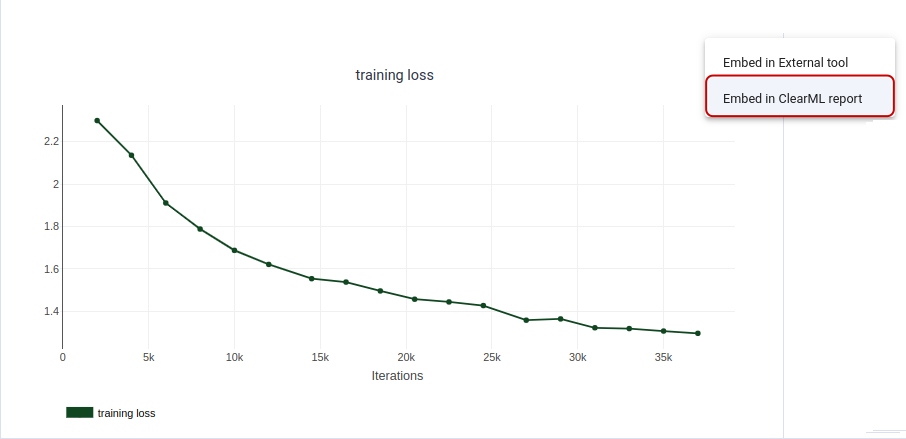 Embed in External tool
Embed in ClearML report
training loss
2.2
2
1.8
1.6
1.4
0 5k 10k 15k 20k 25k 30k 35k
Iterations
training loss